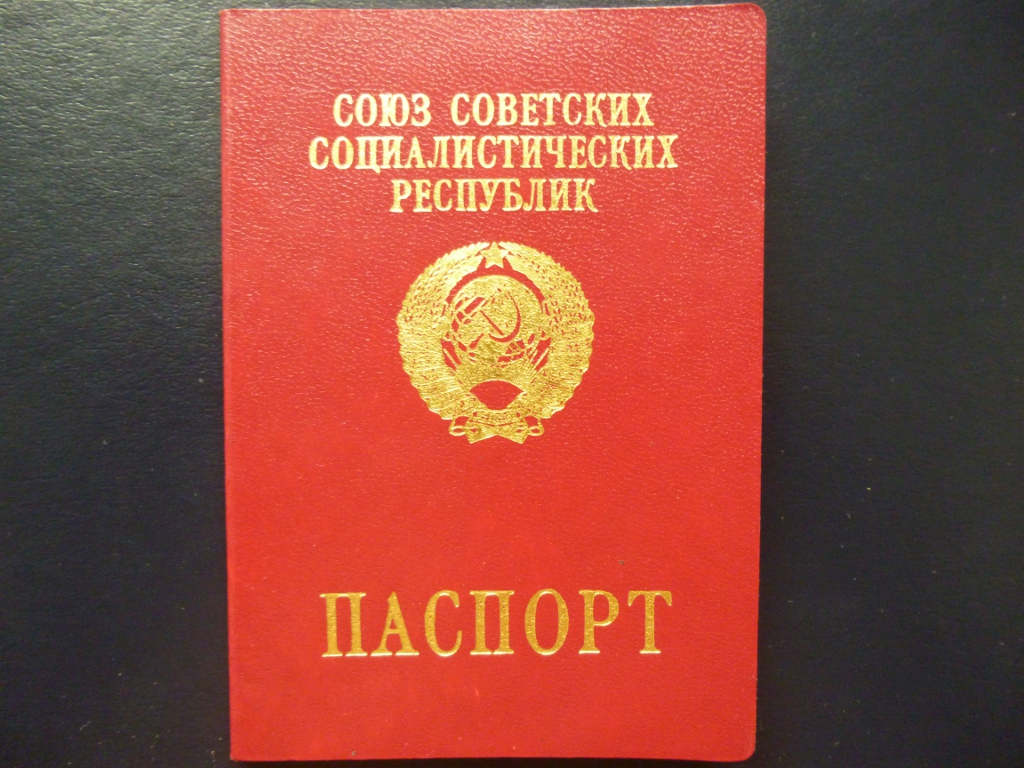 СОЮЗ СОВЕТСКИХ
СОЦИАЛИСТИЧЕСКИХ
РЕСПУБЛИК
ПАСПОРТ